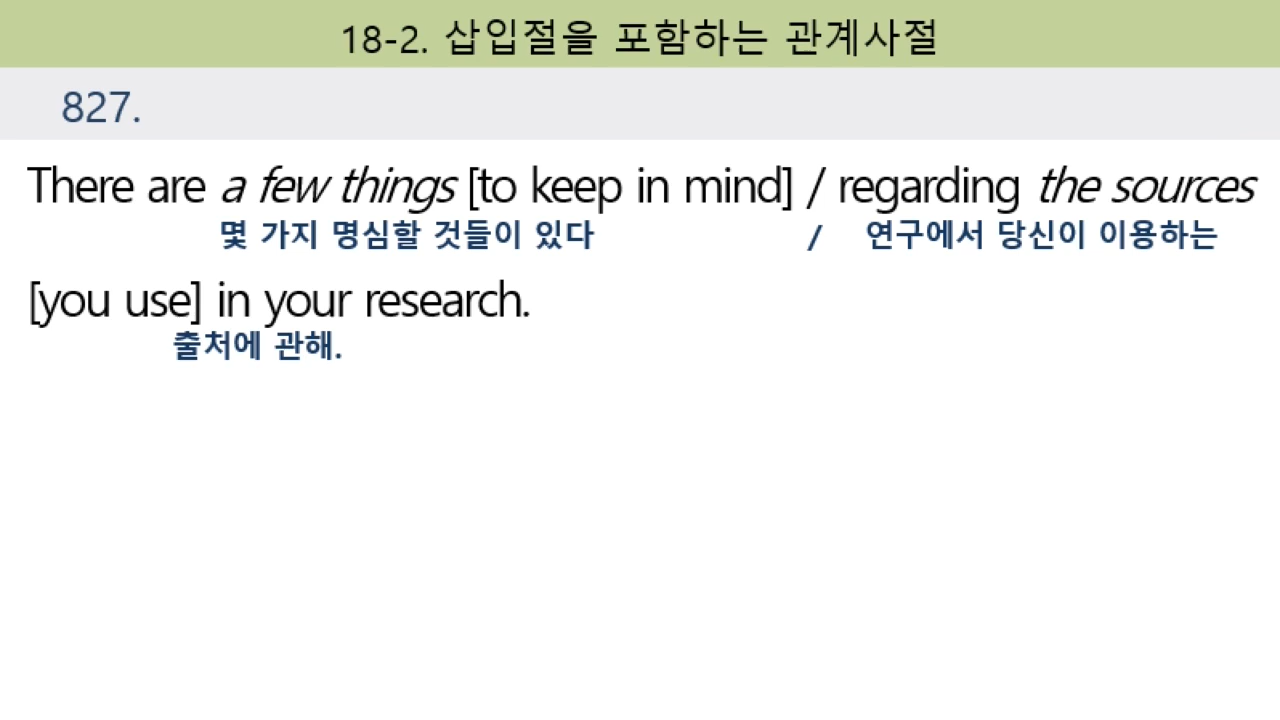 18-2. 삽입절을 포함하는 관계사절
827.
There are a few things [to keep in mind] / regarding the sources
몇 가지 명심할 것들이 있다 / 연구에서 당신이 이용하는
[you use] in your research.
출처에 관해.